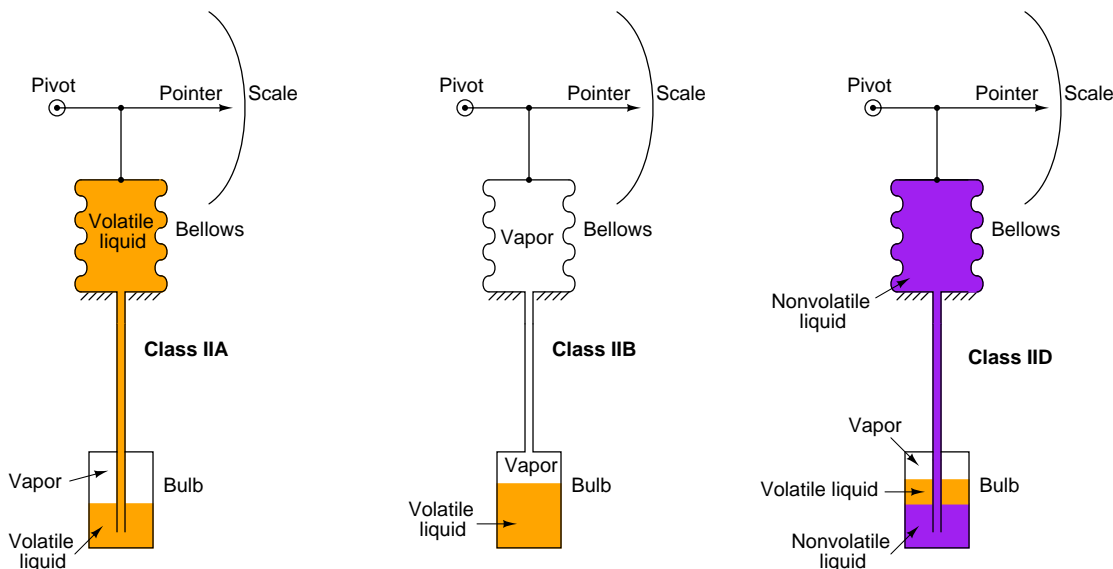 Pivot
Pointer
Scale
Volatile
liquid
Bellows
Class IIA
Vapor
Bulb
Volatile
liquid
Pivot
Pointer
Scale
Vapor
Bellows
Class IIB
Vapor
Bulb
Volatile
liquid
Pivot
Pointer
Scale
Bellows
Nonvolatile
liquid
Class IID
Vapor
Volatile liquid
Bulb
Nonvolatile
liquid